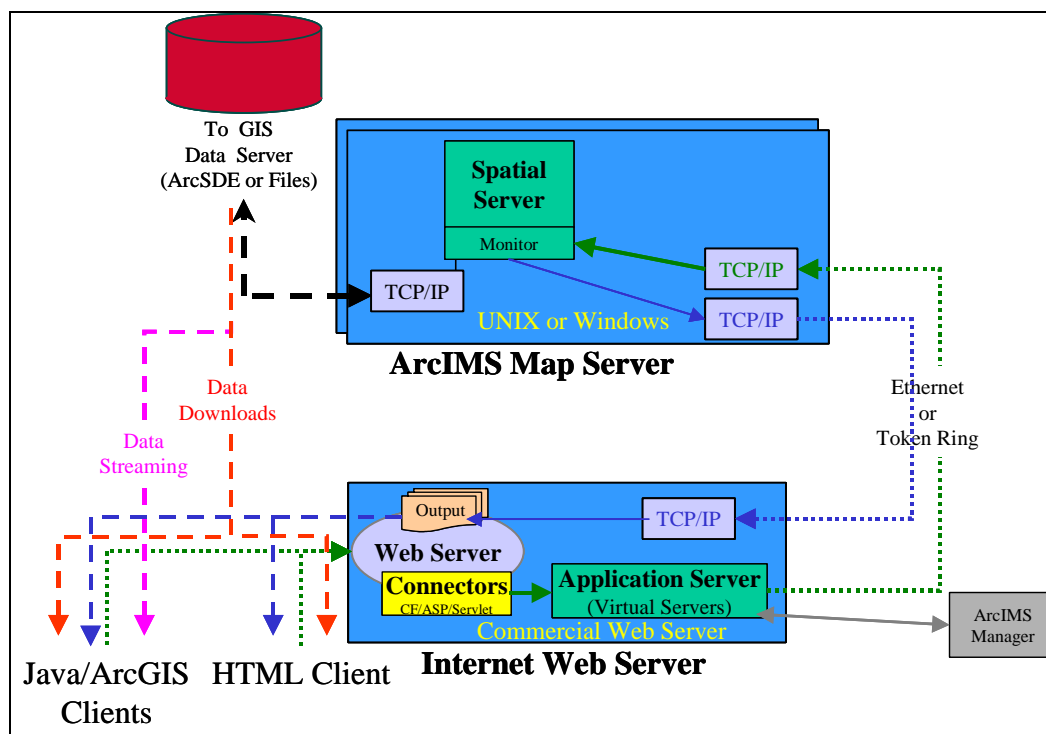 To GIS
Data Server
(ArcSDE or Files)
Spatial
Server
Monitor
TCP/IP
TCP/IP
TCP/IP
UNIX or Windows
ArcIMS Map Server
Data
Downloads
Data
Streaming
Ethernet
or
Token Ring
Output
TCP/IP
Web Server
Connectors
CF/ASP/Servlet
Application Server
(Virtual Servers)
Commercial Web Server
ArcIMS
Manager
Internet Web Server
Java/ArcGIS
Clients
HTML Client